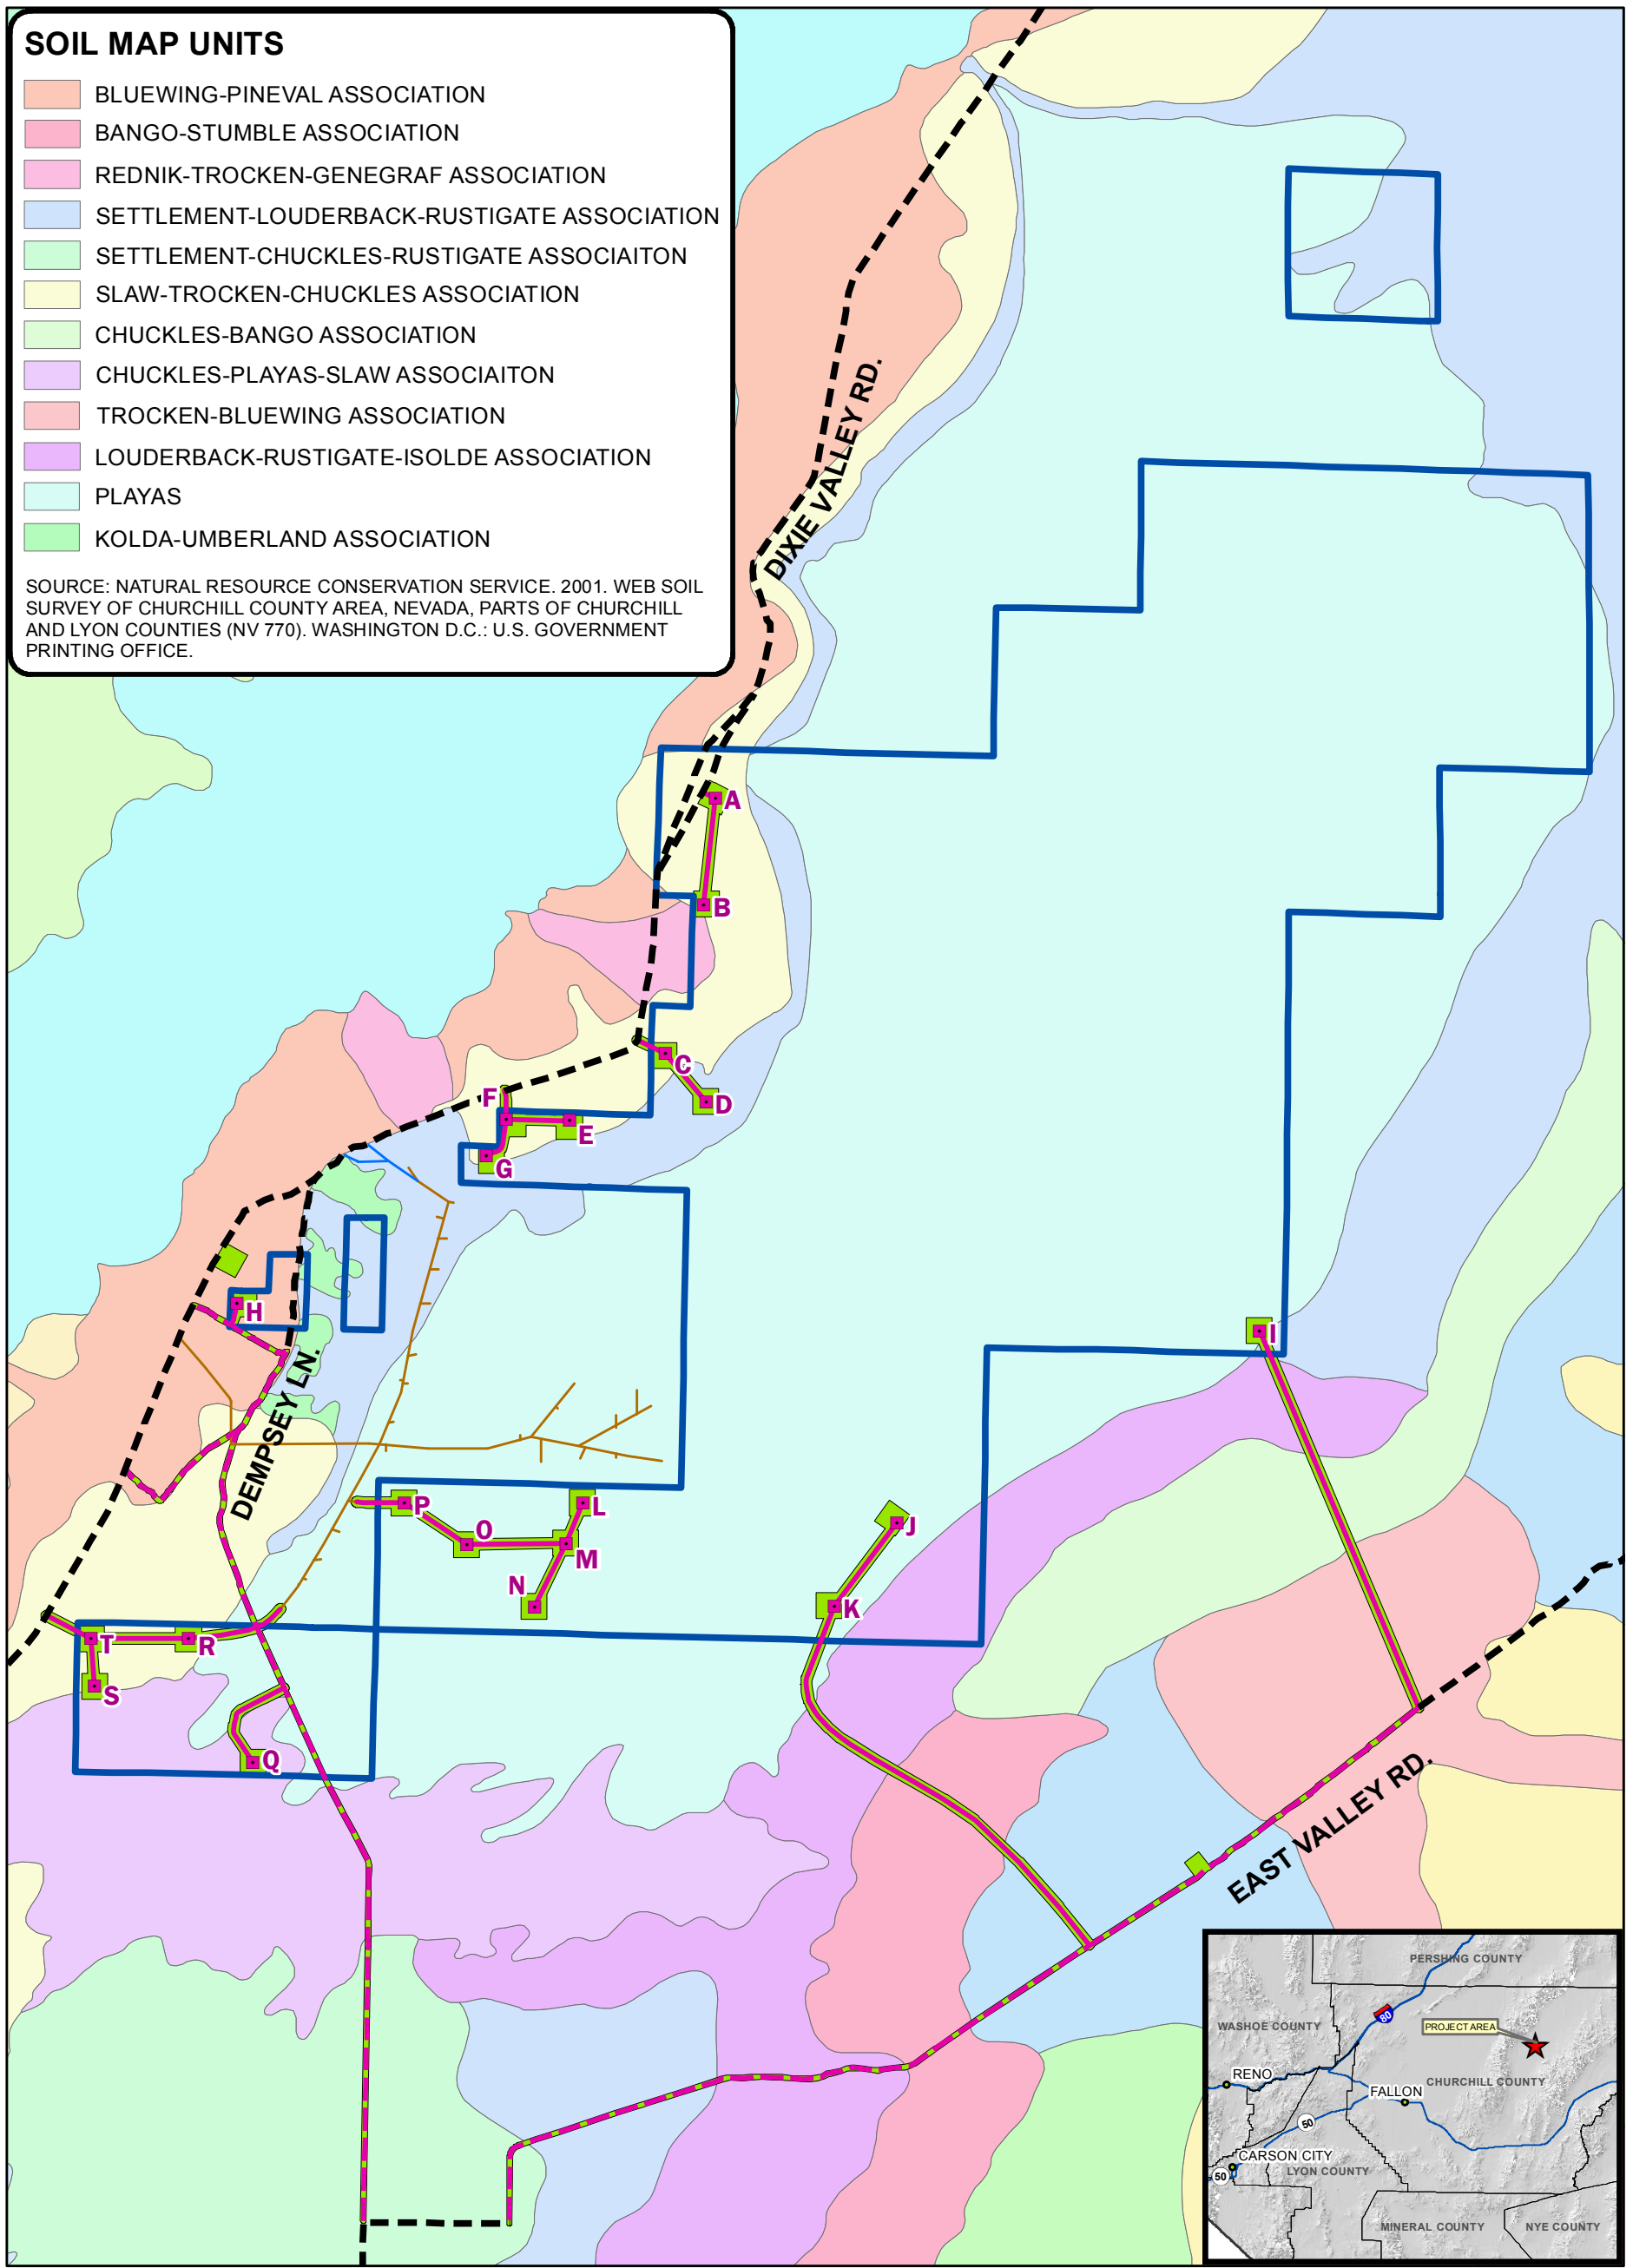 SOIL MAP UNITS
BLUEWING-PINEVAL ASSOCIATION
BANGO-STUMBLE ASSOCIATION
REDNIK-TROCKEN-GENEGRAF ASSOCIATION
SETTLEMENT-LOUDERBACK-RUSTIGATE ASSOCIATION
SETTLEMENT-CHUCKLES-RUSTIGATE ASSOCIAITON
SLAW-TROCKEN-CHUCKLES ASSOCIATION
CHUCKLES-BANGO ASSOCIATION
CHUCKLES-PLAYAS-SLAW ASSOCIAITON
TROCKEN-BLUEWING ASSOCIATION
LOUDERBACK-RUSTIGATE-ISOLDE ASSOCIATION
PLAYAS
KOLDA-UMBERLAND ASSOCIATION
SOURCE: NATURAL RESOURCE CONSERVATION SERVICE. 2001. WEB SOIL
SURVEY OF CHURCHILL COUNTY AREA, NEVADA, PARTS OF CHURCHILL
AND LYON COUNTIES (NV 770). WASHINGTON D.C.: U.S. GOVERNMENT
PRINTING OFFICE.
DIXIE VALLEY RD.
A
B
C
D
F
E
G
H
I
DEMPSEY LN.
P
L
O
J
M
N
K
T
R
S
Q
EAST VALLEY RD.
PERSHING COUNTY
80
WASHOE COUNTY
PROJECT AREA
RENO
CHURCHILL COUNTY
FALLON
50
CARSON CITY
LYON COUNTY
50
MINERAL COUNTY
NYE COUNTY